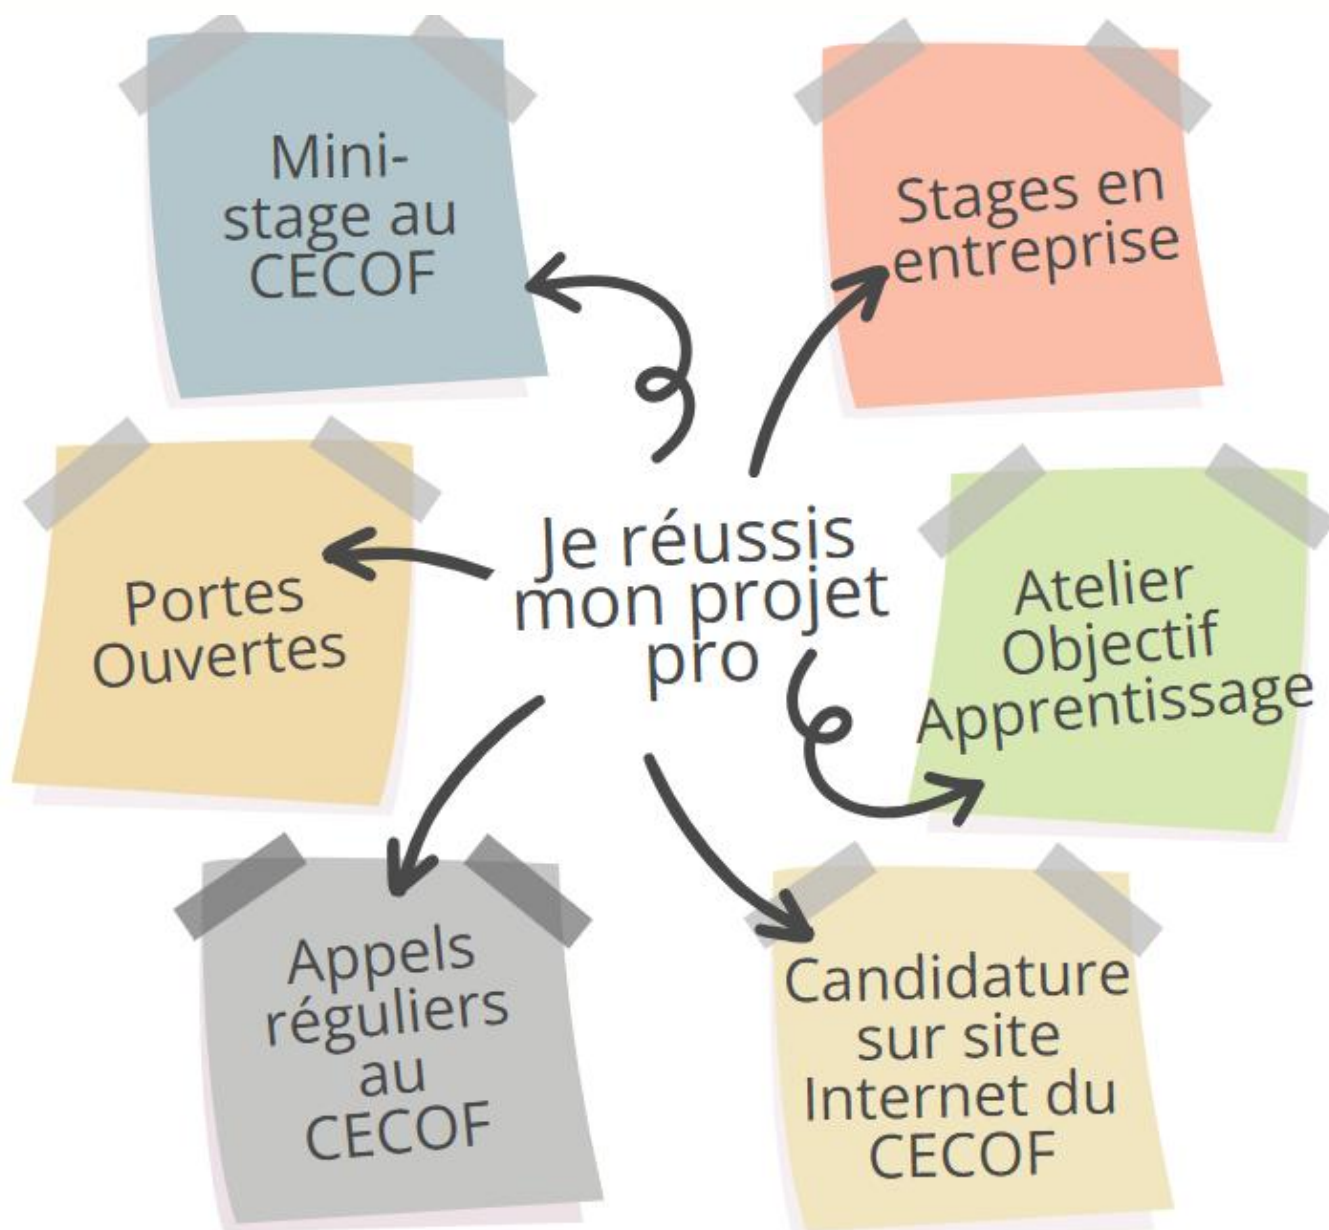 Mini-
stage au
CECOF
Stages en
entreprise
Portes
Ouvertes
Je réussis
mon projet
pro
Atelier
Objectif
Apprentissage
Appels
réguliers
au
CECOF
Candidature
sur site
Internet du
CECOF